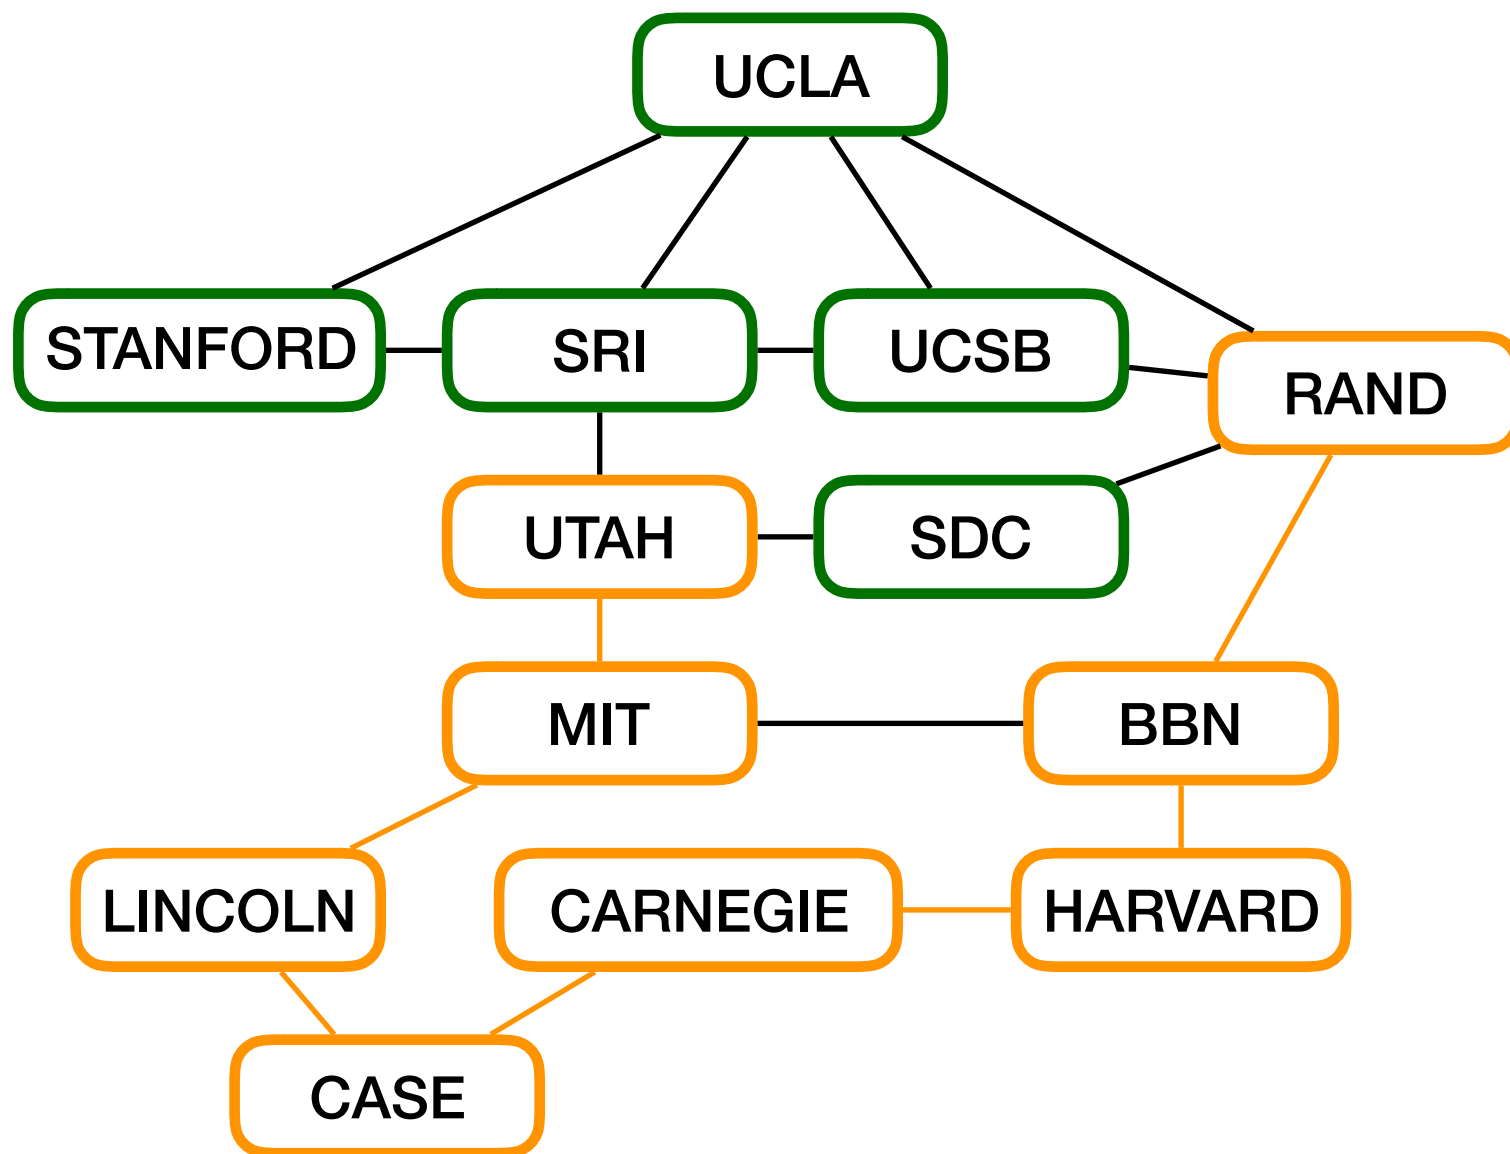 UCLA
STANFORD
SRI
UCSB
RAND
UTAH
SDC
MIT
BBN
LINCOLN
CARNEGIE
HARVARD
CASE